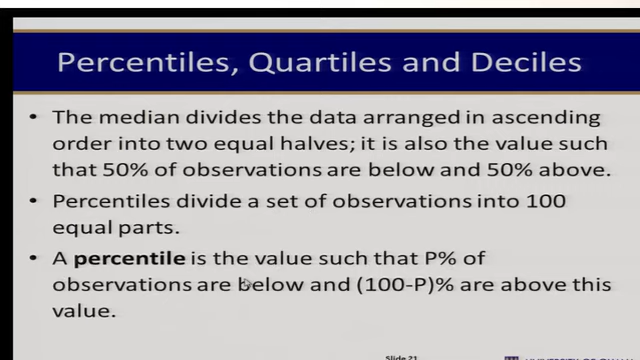 Percentiles, Quartiles and Deciles
• The median divides the data arranged in ascending
order into two equal halves; it is also the value such
that 50% of observations are below and 50% above.
• Percentiles divide a set of observations into 100
equal parts.
• A percentile is the value such that P% of
observations are below and (100-P)% are above this
value.
Slide 21
UNIVERSITY OF